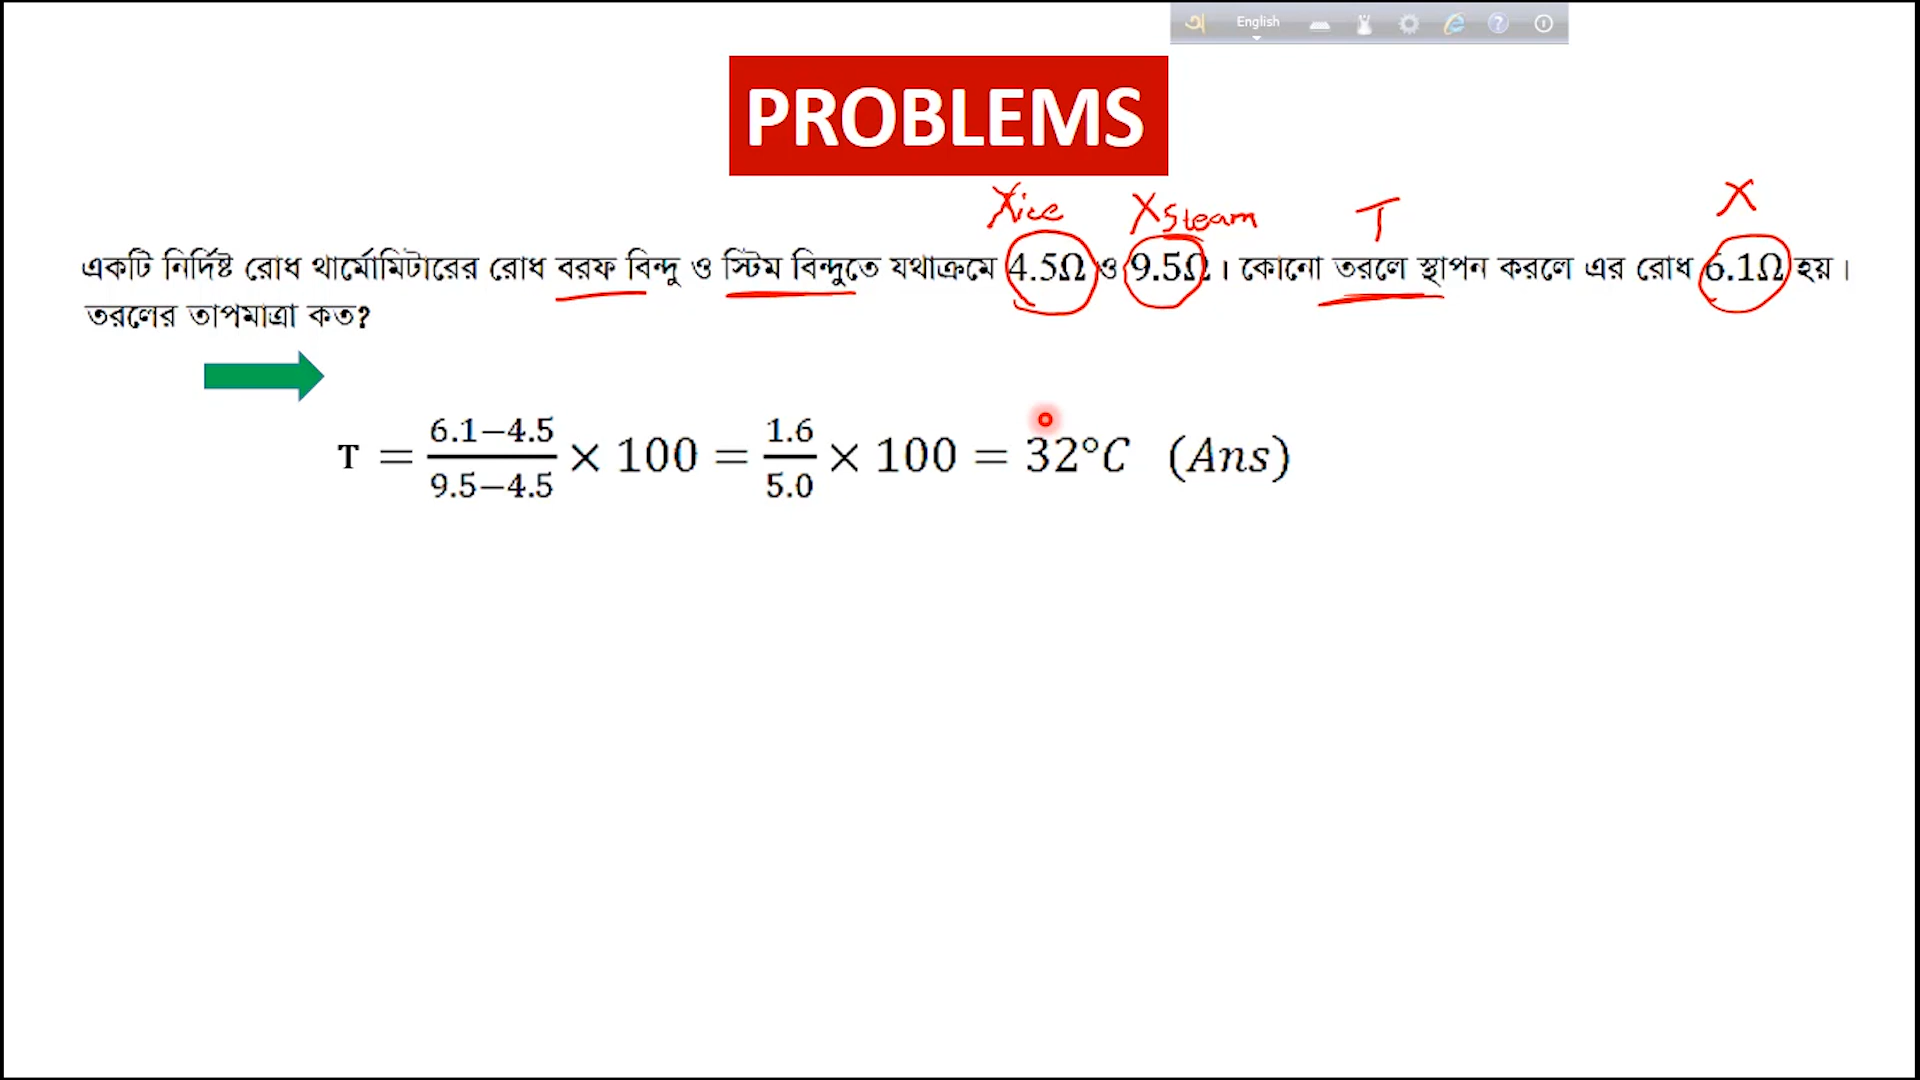 English
PROBLEMS
Xice Xsteam T X
একটি নির্দিষ্ট রোধ থার্মোমিটারের রোধ বরফ বিন্দু ও স্টিম বিন্দুতে যথাক্রমে 4.5Ω ও 9.5Ω। কোনো তরলে স্থাপন করলে এর রোধ 6.1Ω হয়।
তরলের তাপমাত্রা কত?
T = \frac{6.1−4.5}{9.5−4.5} × 100 = \frac{1.6}{5.0} × 100 = 32°C (Ans)